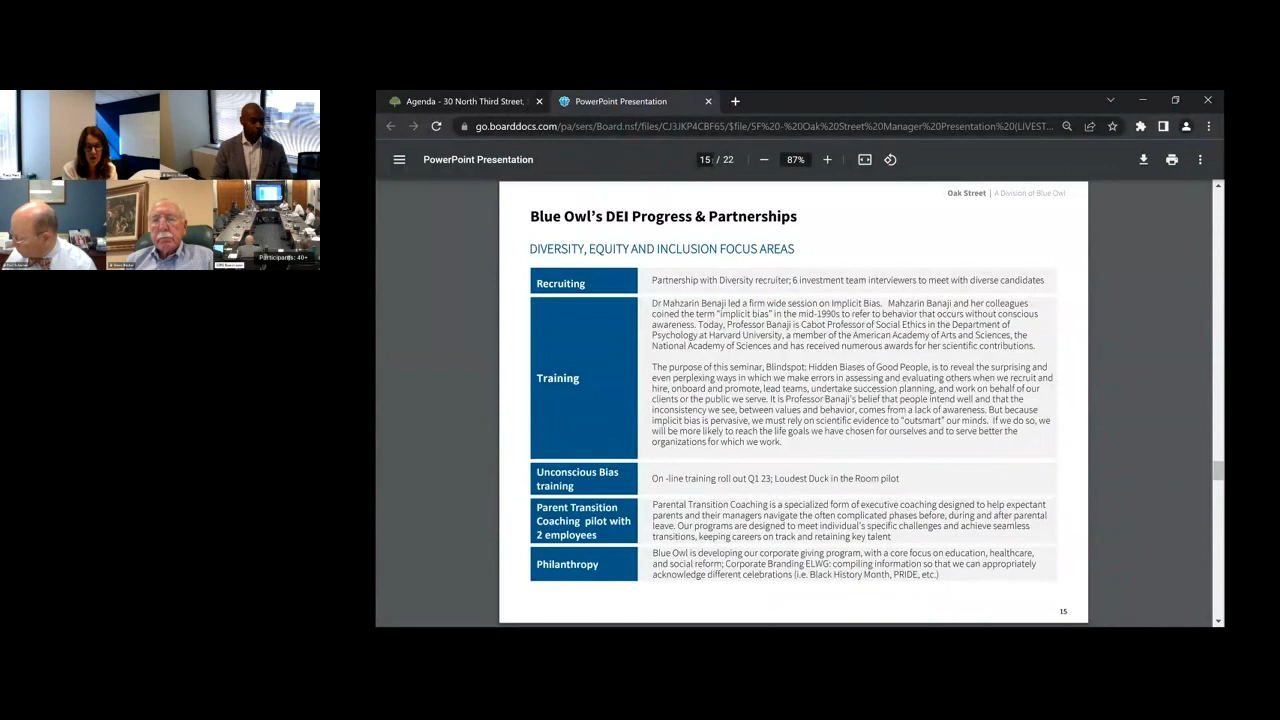 Agenda - 30 North Third Street,
PowerPoint Presentation
go.boarddocs.com/pa/sers/Board.nsf/files/CJ3JKP4CBF65/$file/5F%20-%20Oak%20Street%20Manager%20Presentation%20(LIVEST...
PowerPoint Presentation
15 / 22
87%
Oak Street | A Division of Blue Owl
Blue Owl's DEI Progress & Partnerships
DIVERSITY, EQUITY AND INCLUSION FOCUS AREAS
Recruiting
Partnership with Diversity recruiter; 6 investment team interviewers to meet with diverse candidates
Training
Dr Mahzarin Benaji led a firm wide session on Implicit Bias. Mahzarin Banaji and her colleagues
coined the term "implicit bias" in the mid-1990s to refer to behavior that occurs without conscious
awareness. Today, Professor Banaji is Cabot Professor of Social Ethics in the Department of
Psychology at Harvard University, a member of the American Academy of Arts and Sciences, the
National Academy of Sciences and has received numerous awards for her scientific contributions.
The purpose of this seminar, Blindspot: Hidden Biases of Good People, is to reveal the surprising and
even perplexing ways in which we make errors in assessing and evaluating others when we recruit and
hire, onboard and promote, lead teams, undertake succession planning, and work on behalf of our
clients or the public we serve. It is Professor Banaji's belief that people intend well and that the
inconsistency we see, between values and behavior, comes from a lack of awareness. But because
implicit bias is pervasive, we must rely on scientific evidence to "outsmart" our minds. If we do so, we
will be more likely to reach the life goals we have chosen for ourselves and to serve better the
organizations for which we work.
Unconscious Bias
training
On -line training roll out Q1 23; Loudest Duck in the Room pilot
Parent Transition
Coaching pilot with
2 employees
Parental Transition Coaching is a specialized form of executive coaching designed to help expectant
parents and their managers navigate the often complicated phases before, during and after parental
leave. Our programs are designed to meet individual's specific challenges and achieve seamless
transitions, keeping careers on track and retaining key talent
Philanthropy
Blue Owl is developing our corporate giving program, with a core focus on education, healthcare,
and social reform; Corporate Branding ELWG: compiling information so that we can appropriately
acknowledge different celebrations (i.e. Black History Month, PRIDE, etc.)
15
Participants: 40+